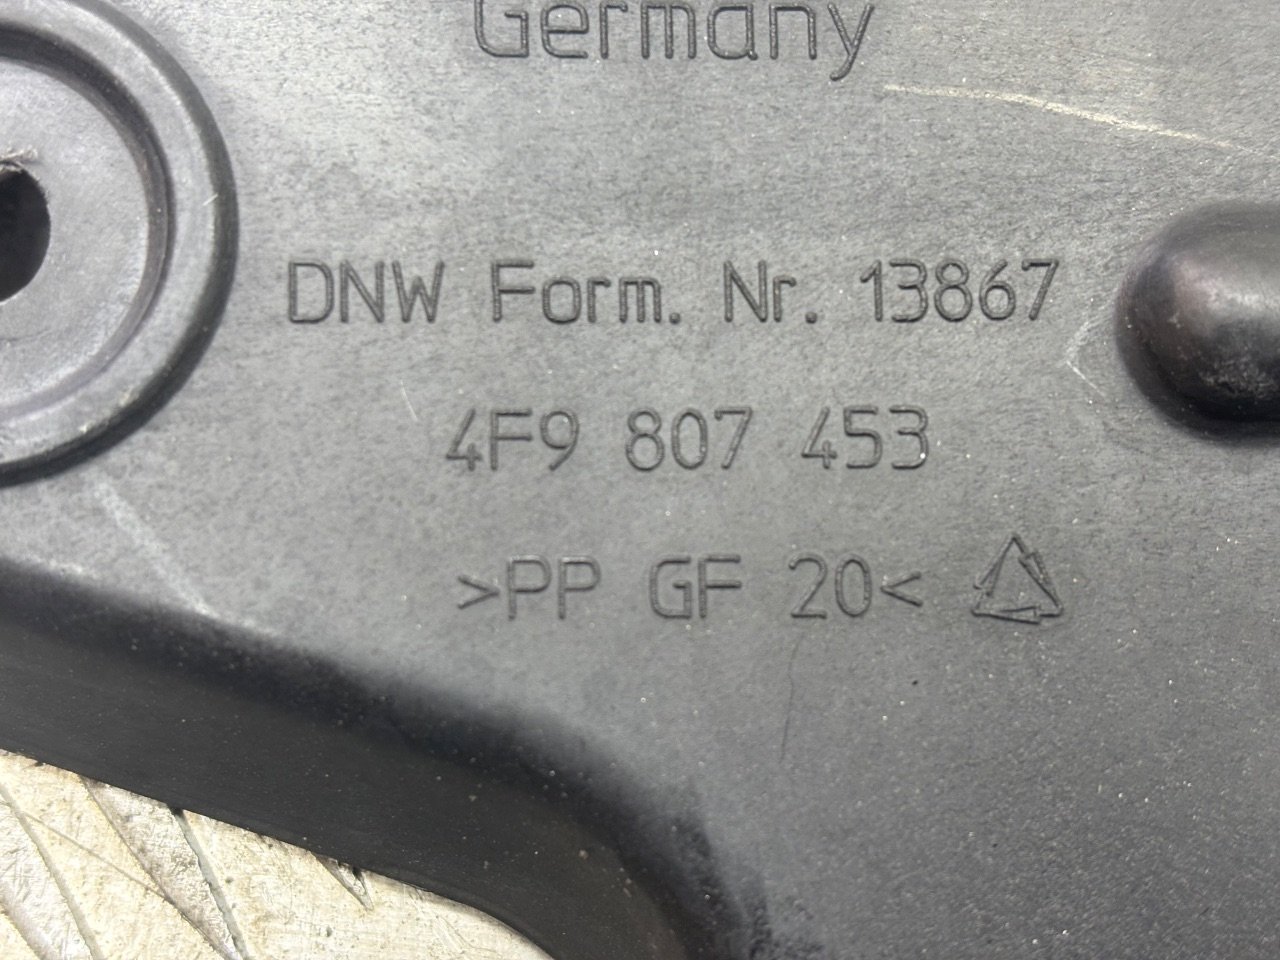 Germany
DNW Form. Nr. 13867
4F9 807 453
>PP GF 20<